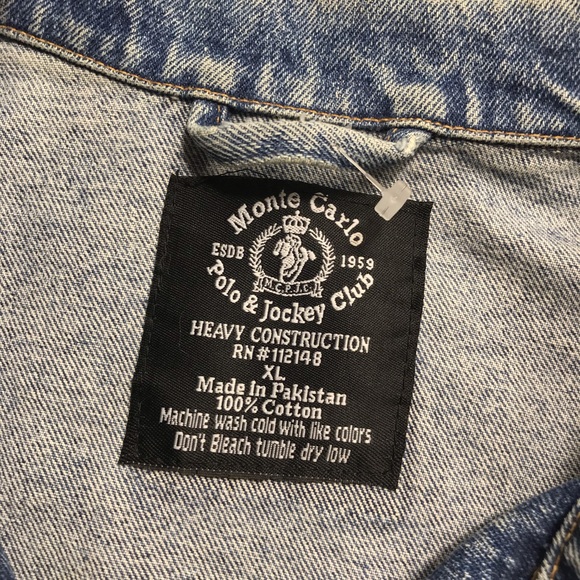 Monte Carlo
ESDB 1959
M.C.P.J.C.
Polo & Jockey Club
HEAVY CONSTRUCTION
RN#112148
XL
Made in Pakistan
100% Cotton
Machine wash cold with like colors
Don't Bleach tumble dry low